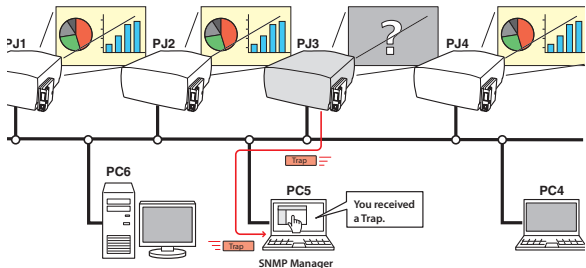 PJ1
PJ2
PJ3
PJ4
?
Trap
PC6
PC5
PC4
You received
a Trap.
Trap
SNMP Manager